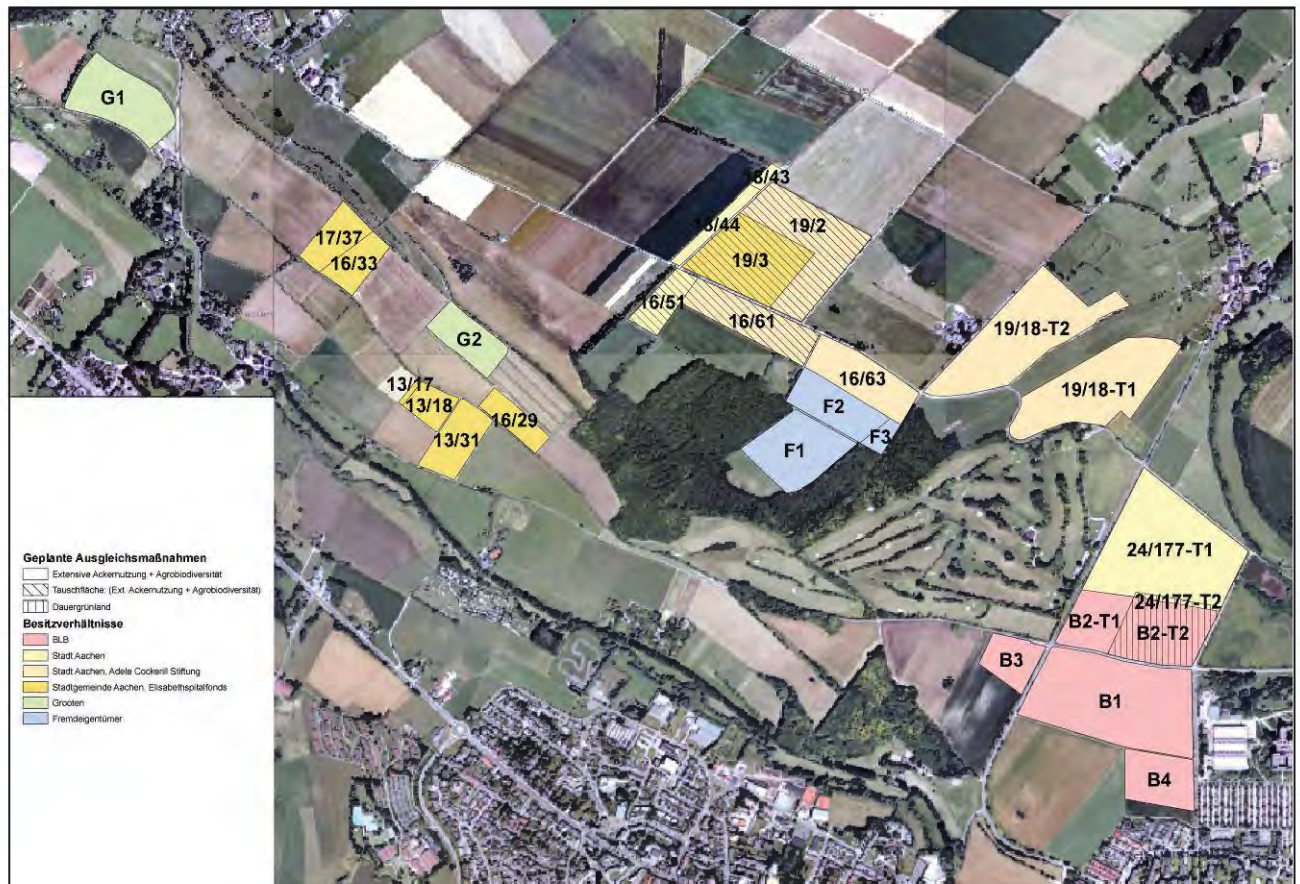 G1
18/43
17/37
18/44
19/2
16/33
19/3
16/51
16/61
19/18-T2
G2
16/63
13/17
19/18-T1
13/18
16/29
F2
13/31
F3
F1
24/177-T1
24/177-T2
B2-T1
B2-T2
B3
B1
B4
Geplante Ausgleichsmaßnahmen
Extensive Ackernutzung + Agrobiodiversität
Tauschfläche: (Ext. Ackernutzung + Agrobiodiversität)
Dauergrünland
Besitzverhältnisse
BLB
Stadt Aachen
Stadt Aachen, Adele Cockerill Stiftung
Stadtgemeinde Aachen, Elisabethspitalfonds
Grooten
Fremdeigentümer